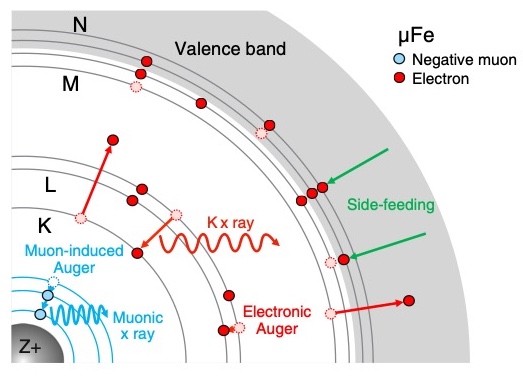 N
Valence band
M
L
K
Muon-induced
Auger
Muonic
x ray
Z+
K x ray
Electronic
Auger
Side-feeding
μFe
Negative muon
Electron